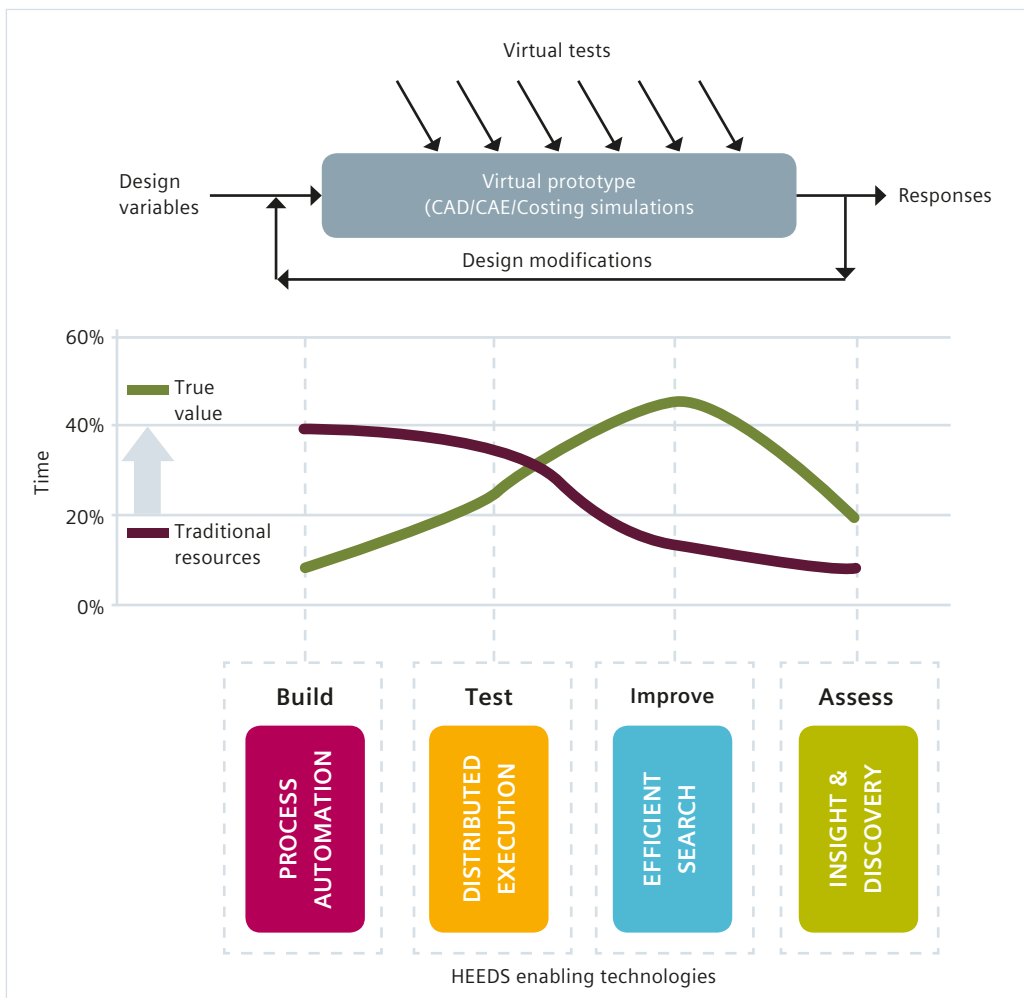 Virtual tests
Design
variables
Virtual prototype
(CAD/CAE/Costing simulations
Responses
Design modifications
60%
True
value
40%
Time
20%
Traditional
resources
0%
Build
Test
Improve
Assess
PROCESS
AUTOMATION
DISTRIBUTED
EXECUTION
EFFICIENT
SEARCH
INSIGHT &
DISCOVERY
HEEDS enabling technologies